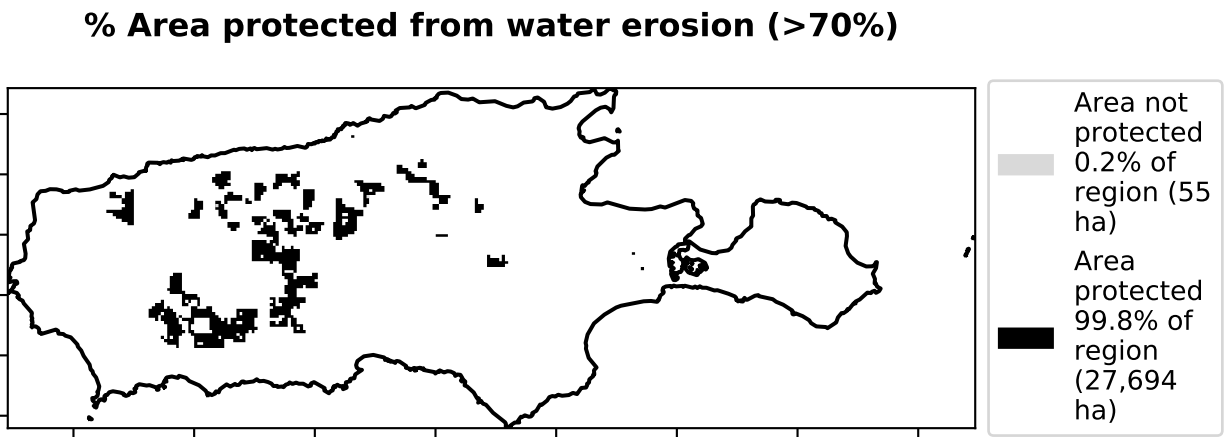 % Area protected from water erosion (>70%)
Area not
protected
0.2% of
region (55
ha)
Area
protected
99.8% of
region
(27,694
ha)